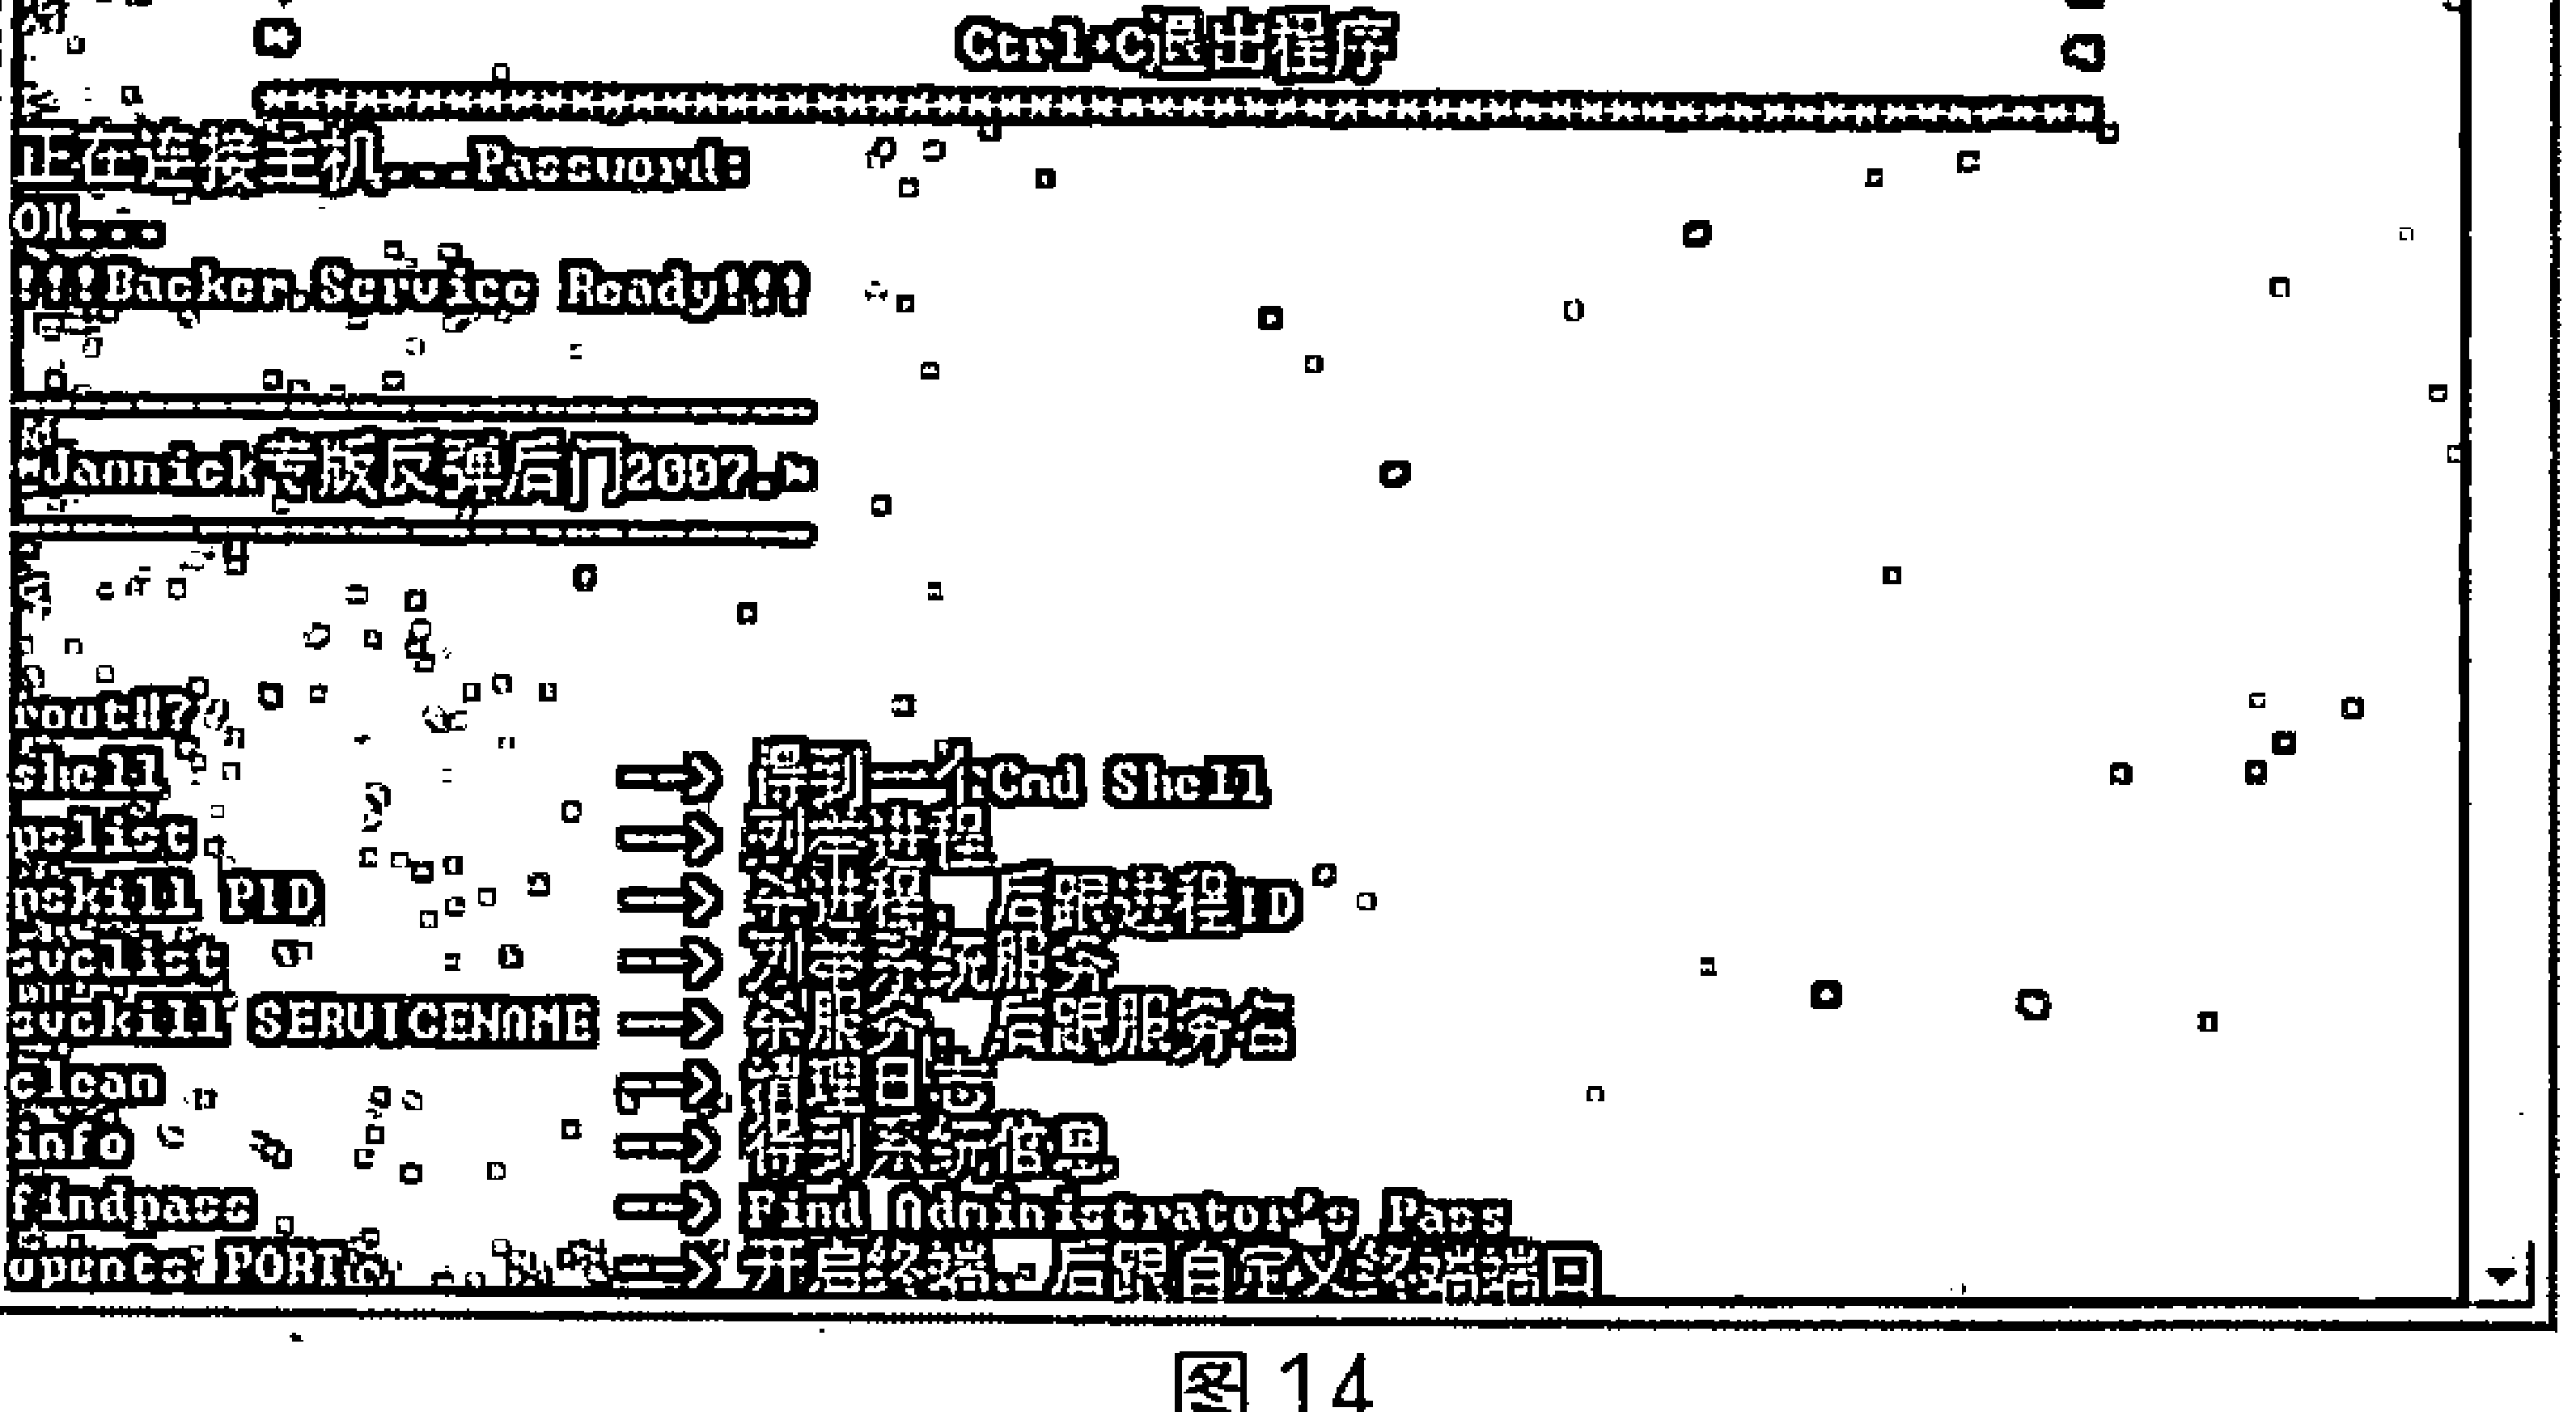 * Ctrl+C退出程序 *
************************************************************
正在连接主机...Password:
OK...
!!!Backer.Service Ready!!!
=========================
*Jannick专版反弹后门2007.*
=========================
root#?
shell ==> 得到一个Cmd Shell
pslist ==> 列举进程
pskill PID ==> 杀进程 后跟进程ID
svclist ==> 列举系统服务
svckill SERVICENAME ==> 杀服务 后跟服务名
clean ==> 清理日志
info ==> 得到系统信息
findpass ==> Find Administrator's Pass
opents PORT ==> 开启终端.后跟自定义终端端口
图 14